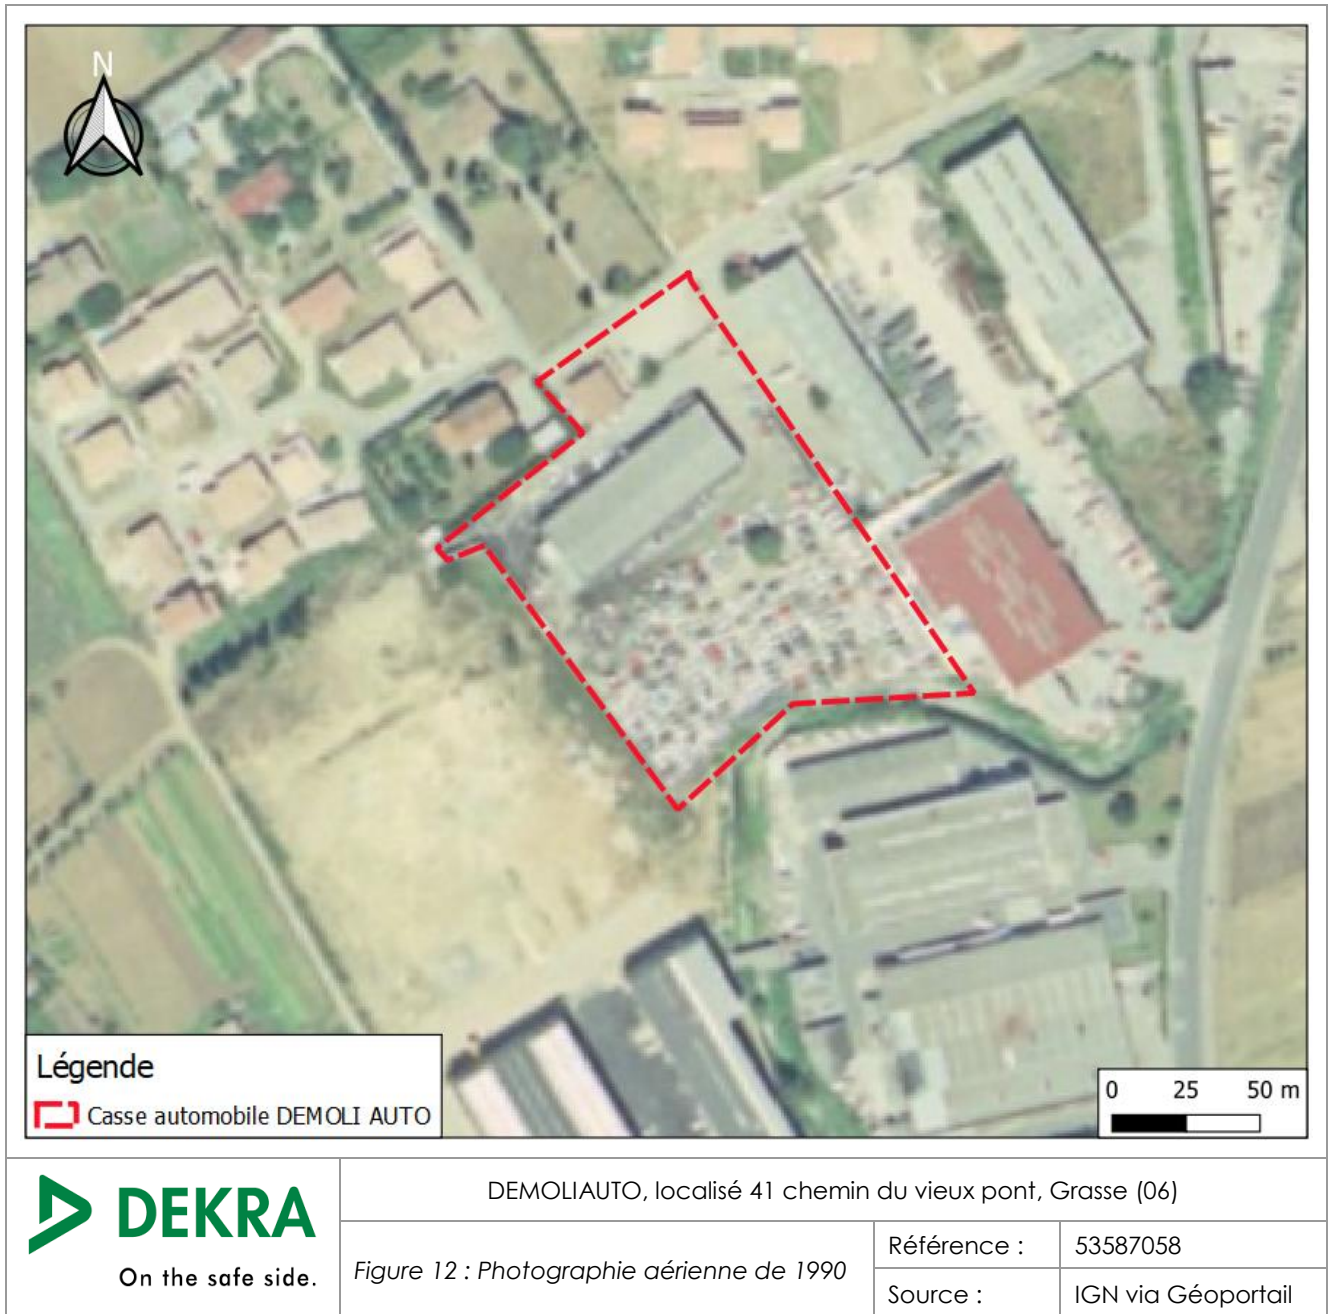 N
Légende
Casse automobile DEMOLI AUTO
0 25 50 m
DEKRA
On the safe side.
DEMOLIAUTO, localisé 41 chemin du vieux pont, Grasse (06)
Figure 12 : Photographie aérienne de 1990
Référence : 53587058
Source : IGN via Géoportail